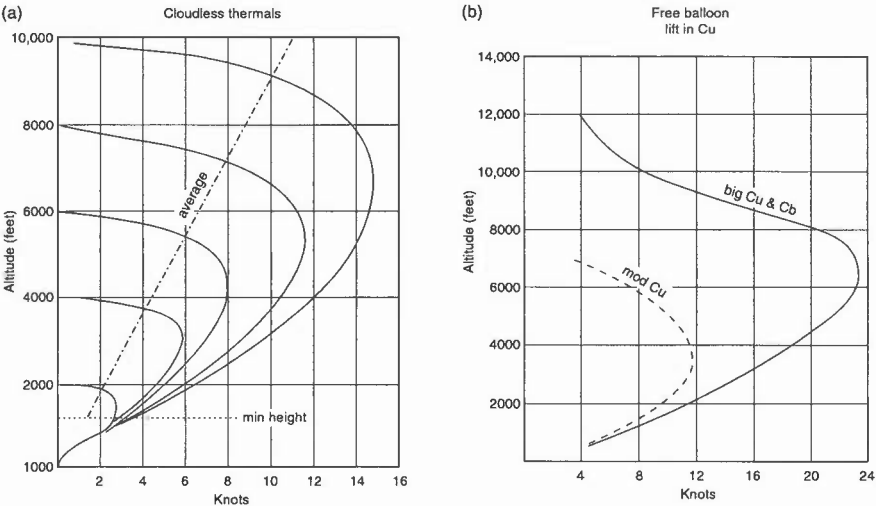 (a)
Cloudless thermals
10,000
8000
6000
4000
2000
1000
Altitude (feet)
average
min height
2 4 6 8 10 12 14 16
Knots
(b)
Free balloon
lift in Cu
14,000
12,000
10,000
8000
6000
4000
2000
Altitude (feet)
big Cu & Cb
mod Cu
4 8 12 16 20 24
Knots